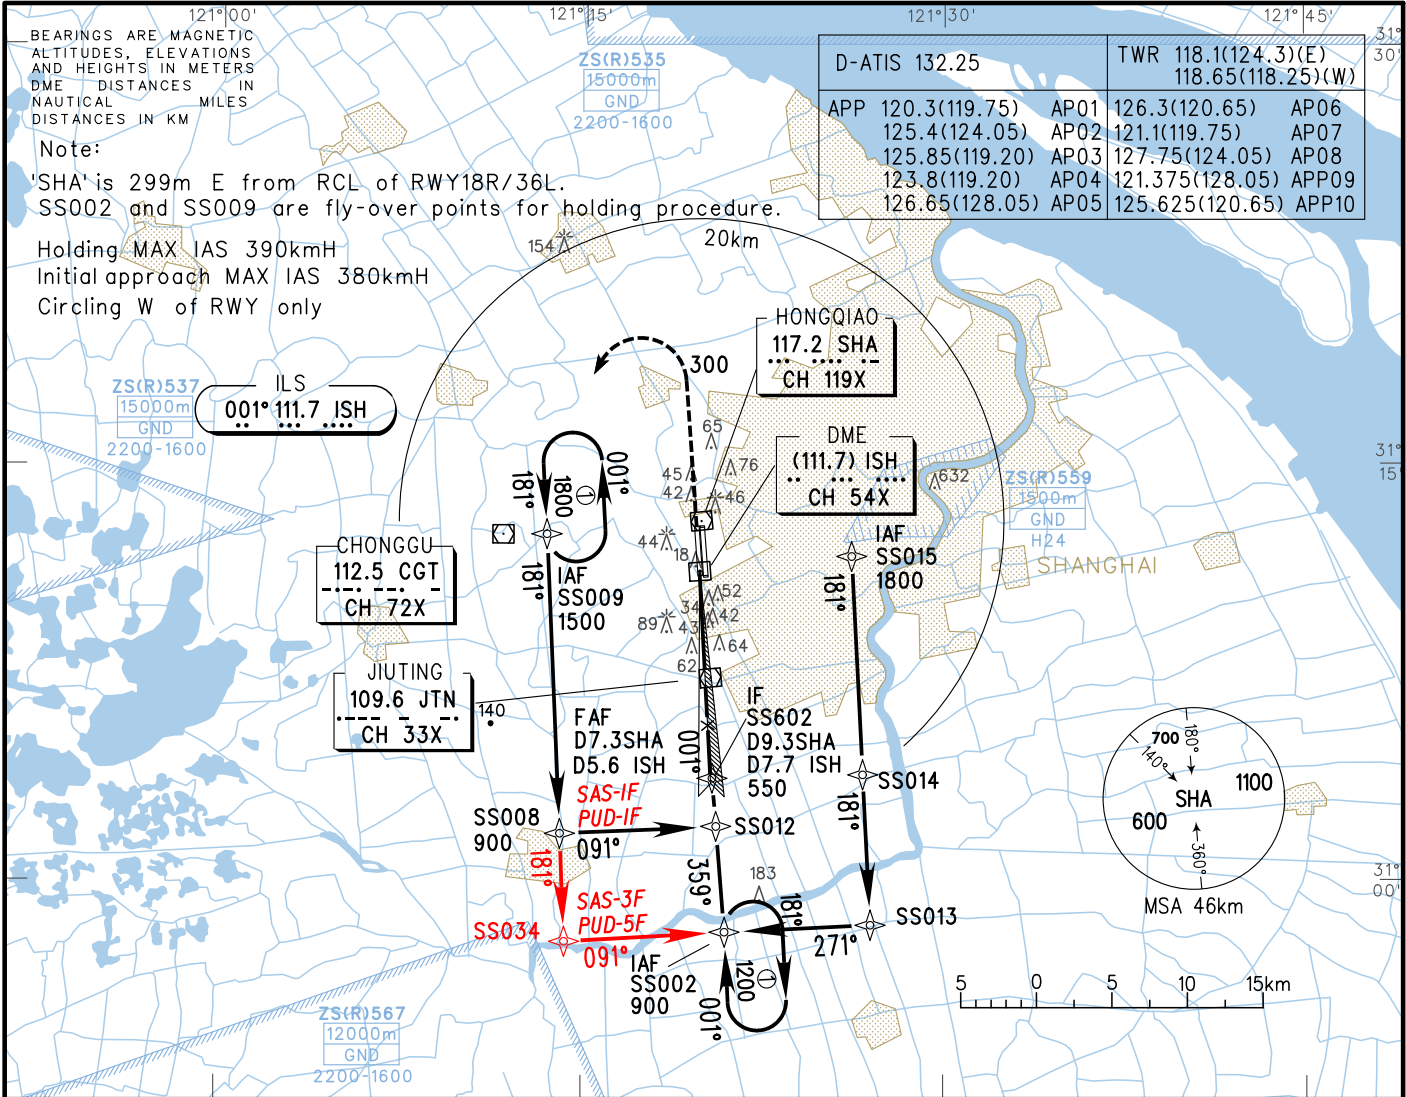 121°00'
121°15'
121°30'
121°45'
31°
30'
BEARINGS ARE MAGNETIC
ALTITUDES, ELEVATIONS
AND HEIGHTS IN METERS
DME DISTANCES IN
NAUTICAL MILES
DISTANCES IN KM
Note:
'SHA' is 299m E from RCL of RWY18R/36L.
SS002 and SS009 are fly-over points for holding procedure.
Holding MAX IAS 390kmH
Initial approach MAX IAS 380kmH
Circling W of RWY only
ZS(R)535
15000m
GND
2200-1600
D-ATIS 132.25
TWR 118.1(124.3)(E)
118.65(118.25)(W)
APP 120.3(119.75) AP01 126.3(120.65) AP06
125.4(124.05) AP02 121.1(119.75) AP07
125.85(119.20) AP03 127.75(124.05) AP08
123.8(119.20) AP04 121.375(128.05) APP09
126.65(128.05) AP05 125.625(120.65) APP10
154
20km
HONGQIAO
117.2 SHA
CH 119X
300
ZS(R)537
15000m
GND
2200-1600
ILS
001° 111.7 ISH
DME
(111.7) ISH
CH 54X
65
76
45
42
46
44
18
632
31°
15'
ZS(R)559
1500m
GND
H24
SHANGHAI
181°
1800
①
001°
CHONGGU
112.5 CGT
CH 72X
181°
IAF
SS009
1500
IAF
SS015
1800
181°
52
34
42
89
43
64
62
JIUTING
109.6 JTN
CH 33X
140
FAF
D7.3SHA
D5.6 ISH
001°
IF
SS602
D9.3SHA
D7.7 ISH
550
SS014
181°
SAS-1F
PUD-1F
091°
SS008
900
SS012
181°
359°
183
SAS-3F
PUD-5F
091°
SS034
181°
SS013
271°
IAF
SS002
900
1200
①
001°
700
140°
180°
1100
SHA
600
360°
MSA 46km
31°
00'
5 0 5 10 15km
ZS(R)567
12000m
GND
2200-1600